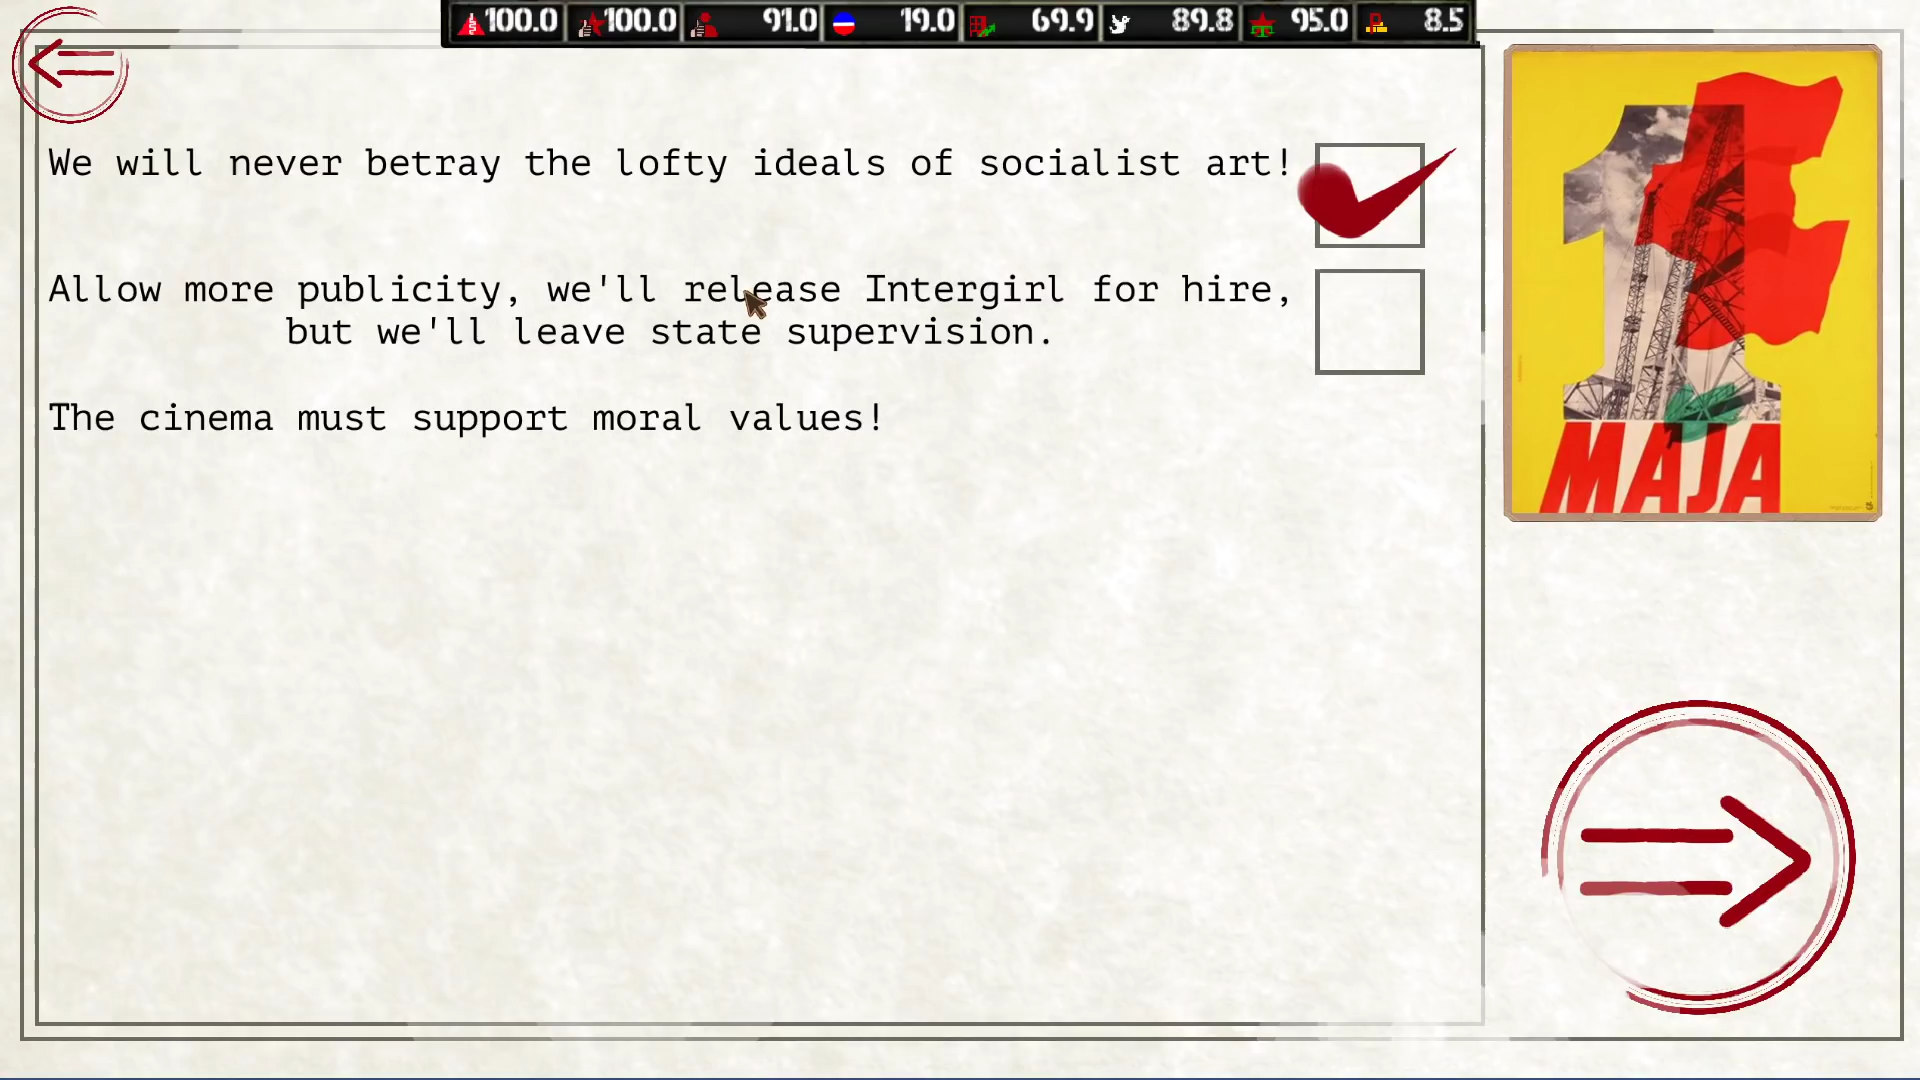 100.0 100.0 91.0 19.0 69.9 89.8 95.0 8.5
We will never betray the lofty ideals of socialist art!
Allow more publicity, we'll release Intergirl for hire,
but we'll leave state supervision.
The cinema must support moral values!
1
MAJA